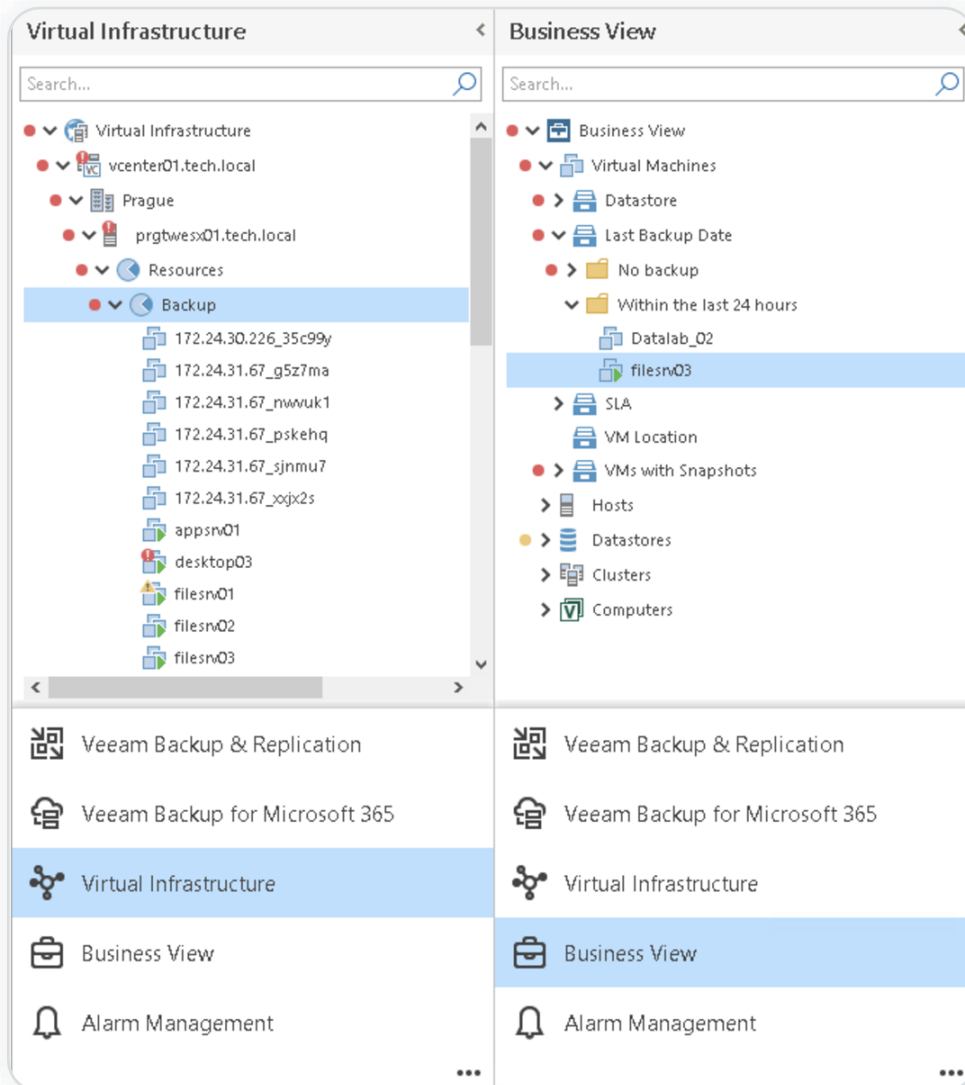 Virtual Infrastructure
Search...
Virtual Infrastructure
vcenter01.tech.local
VC
Prague
prgtwesx01.tech.local
Resources
Backup
172.24.30.226_35c99y
172.24.31.67_g5z7ma
172.24.31.67_nwvuk1
172.24.31.67_pskehq
172.24.31.67_sjnmu7
172.24.31.67_xxjx2s
appsrv01
desktop03
filesrv01
filesrv02
filesrv03
Veeam Backup & Replication
Veeam Backup for Microsoft 365
Virtual Infrastructure
Business View
Alarm Management
Business View
Search...
Business View
Virtual Machines
Datastore
Last Backup Date
No backup
Within the last 24 hours
Datalab_02
filesrv03
SLA
VM Location
VMs with Snapshots
Hosts
Datastores
Clusters
V
Computers
Veeam Backup & Replication
Veeam Backup for Microsoft 365
Virtual Infrastructure
Business View
Alarm Management